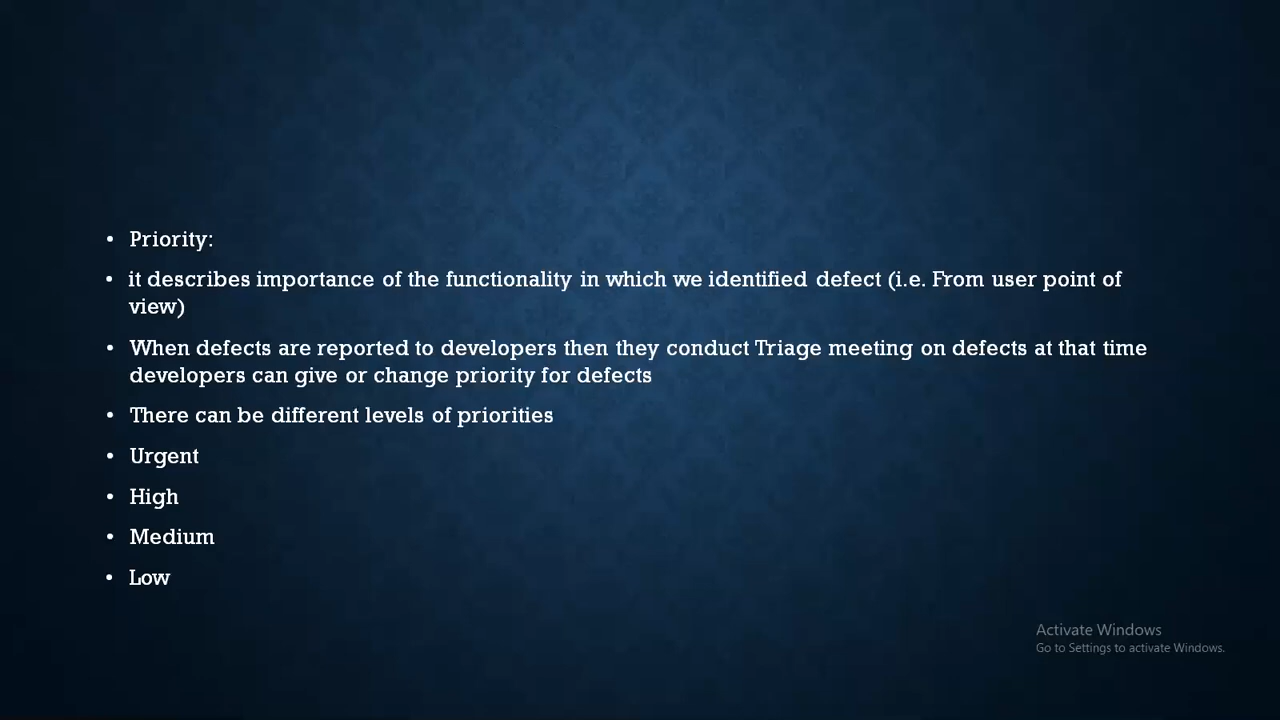 • Priority:
• it describes importance of the functionality in which we identified defect (i.e. From user point of
view)
• When defects are reported to developers then they conduct Triage meeting on defects at that time
developers can give or change priority for defects
• There can be different levels of priorities
• Urgent
• High
• Medium
• Low
Activate Windows
Go to Settings to activate Windows.